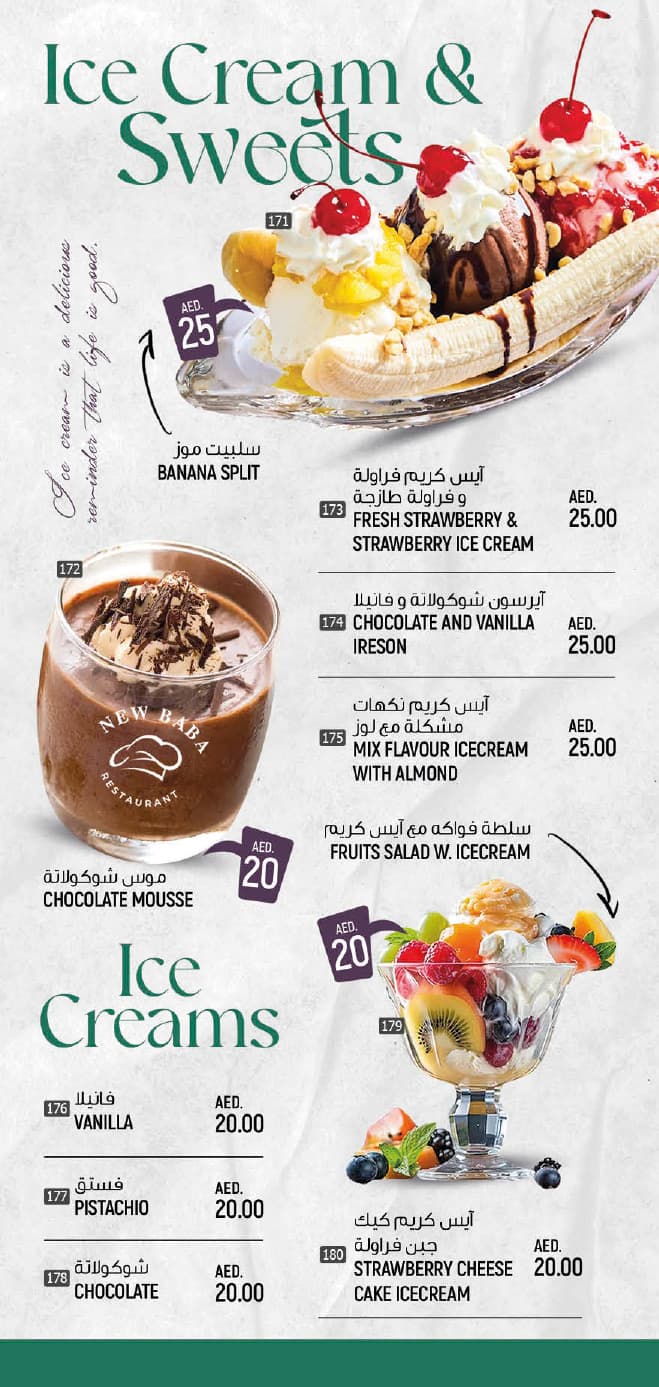 Ice Cream &
Sweets
Ice cream is a delicious
reminder that life is good.
171
AED.
25
سبليت موز
BANANA SPLIT
172
NEW BABA
RESTAURANT
AED.
20
موس شوكولاتة
CHOCOLATE MOUSSE
آيس كريم فراولة
و فراولة طازجة
173
FRESH STRAWBERRY &
STRAWBERRY ICE CREAM
AED.
25.00
آيرسون شوكولاتة و فانيلا
174
CHOCOLATE AND VANILLA
IRESON
AED.
25.00
آيس كريم نكهات
مشكلة مع لوز
175
MIX FLAVOUR ICECREAM
WITH ALMOND
AED.
25.00
سلطة فواكه مع آيس كريم
FRUITS SALAD W. ICECREAM
AED.
20
179
Ice
Creams
فانيلا
176
VANILLA
AED.
20.00
فستق
177
PISTACHIO
AED.
20.00
شوكولاتة
178
CHOCOLATE
AED.
20.00
آيس كريم كيك
جبن فراولة
180
STRAWBERRY CHEESE
CAKE ICECREAM
AED.
20.00